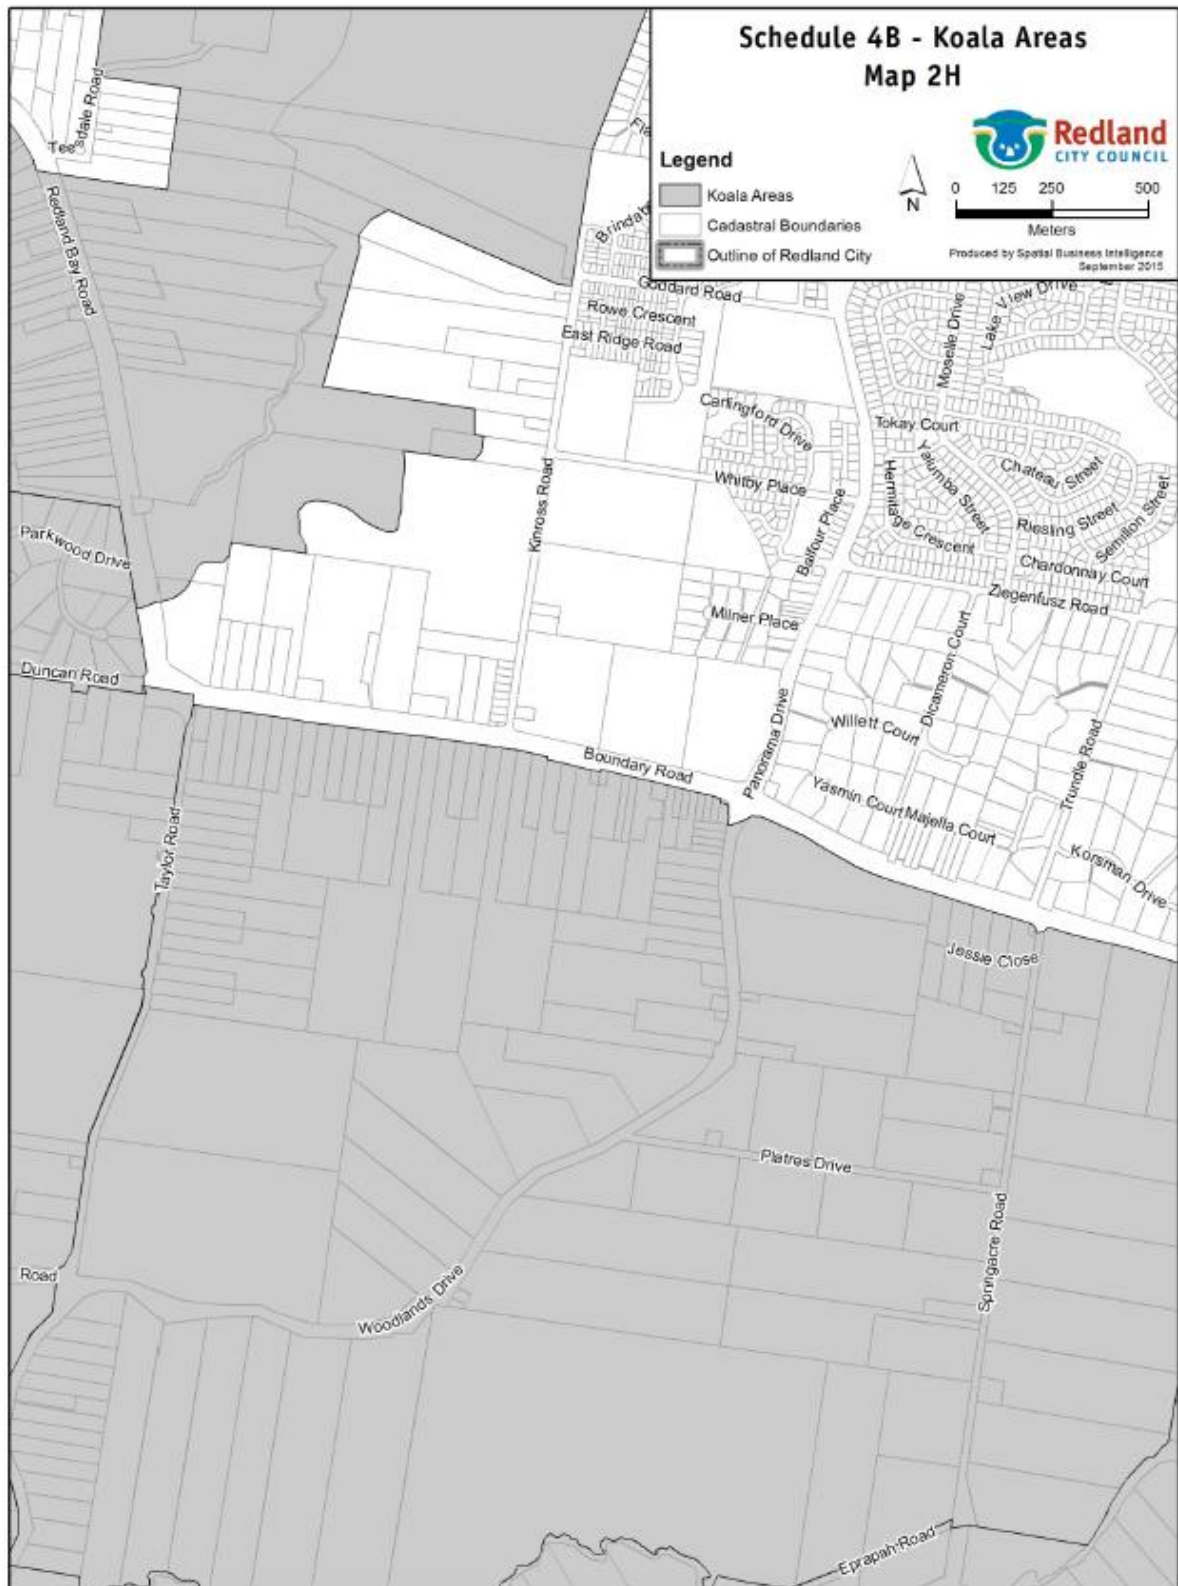 Schedule 4B - Koala Areas
Map 2H
Redland
CITY COUNCIL
Legend
Koala Areas
Cadastral Boundaries
Outline of Redland City
N
0 125 250 500
Meters
Produced by Spatial Business Intelligence
September 2015
Teesdale Road
Redland Bay Road
Goddard Road
Rowe Crescent
East Ridge Road
Lake View Drive
Moselle Drive
Carlingford Drive
Tokay Court
Yalumba Street
Chateau Street
Whitby Place
Kinross Road
Hermitage Crescent
Riesling Street
Semillon Street
Balfour Place
Parkwood Drive
Chardonnay Court
Ziegenfusz Road
Milner Place
Dicameron Court
Duncan Road
Willett Court
Panorama Drive
Trundle Road
Boundary Road
Yasmin Court
Majella Court
Korsman Drive
Taylor Road
Jessie Close
Platres Drive
Springacre Road
Road
Woodlands Drive
Eprapah Road